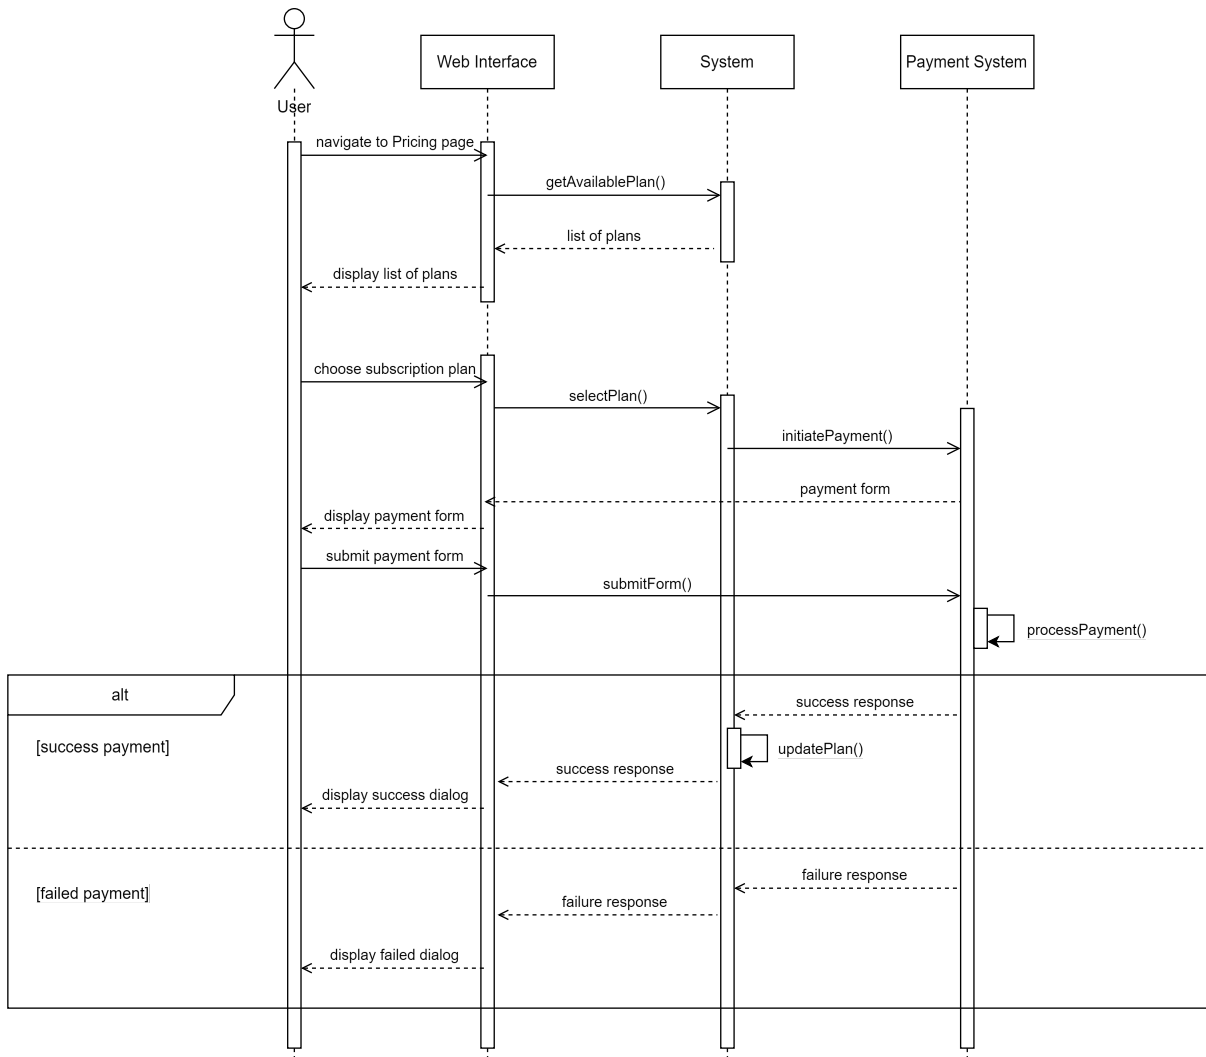 User
Web Interface
System
Payment System
navigate to Pricing page
getAvailablePlan()
list of plans
display list of plans
choose subscription plan
selectPlan()
initiatePayment()
payment form
display payment form
submit payment form
submitForm()
processPayment()
alt
success response
[success payment]
updatePlan()
success response
display success dialog
failure response
[failed payment]
failure response
display failed dialog